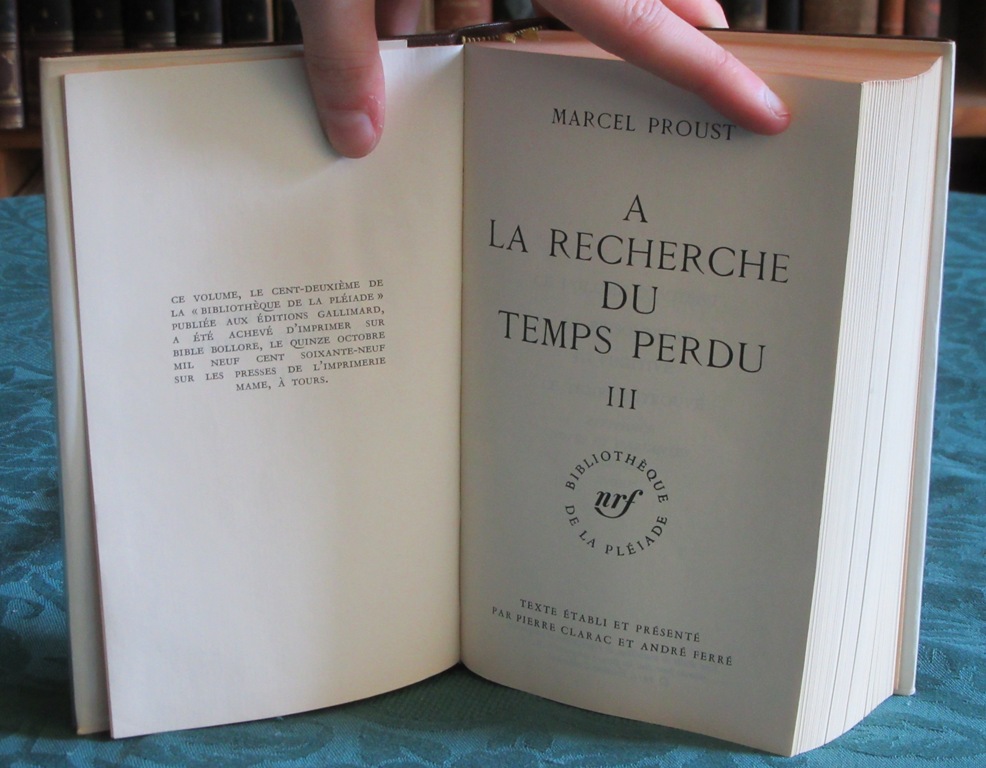 CE VOLUME, LE CENT-DEUXIÈME DE
LA « BIBLIOTHÈQUE DE LA PLÉIADE »
PUBLIÉE AUX ÉDITIONS GALLIMARD,
A ÉTÉ ACHEVÉ D'IMPRIMER SUR
BIBLE BOLLORE, LE QUINZE OCTOBRE
MIL NEUF CENT SOIXANTE-NEUF
SUR LES PRESSES DE L'IMPRIMERIE
MAME, À TOURS.
MARCEL PROUST
A
LA RECHERCHE
DU
TEMPS PERDU
III
BIBLIOTHÈQUE
nrf
DE LA PLÉIADE
TEXTE ÉTABLI ET PRÉSENTÉ
PAR PIERRE CLARAC ET ANDRÉ FERRÉ